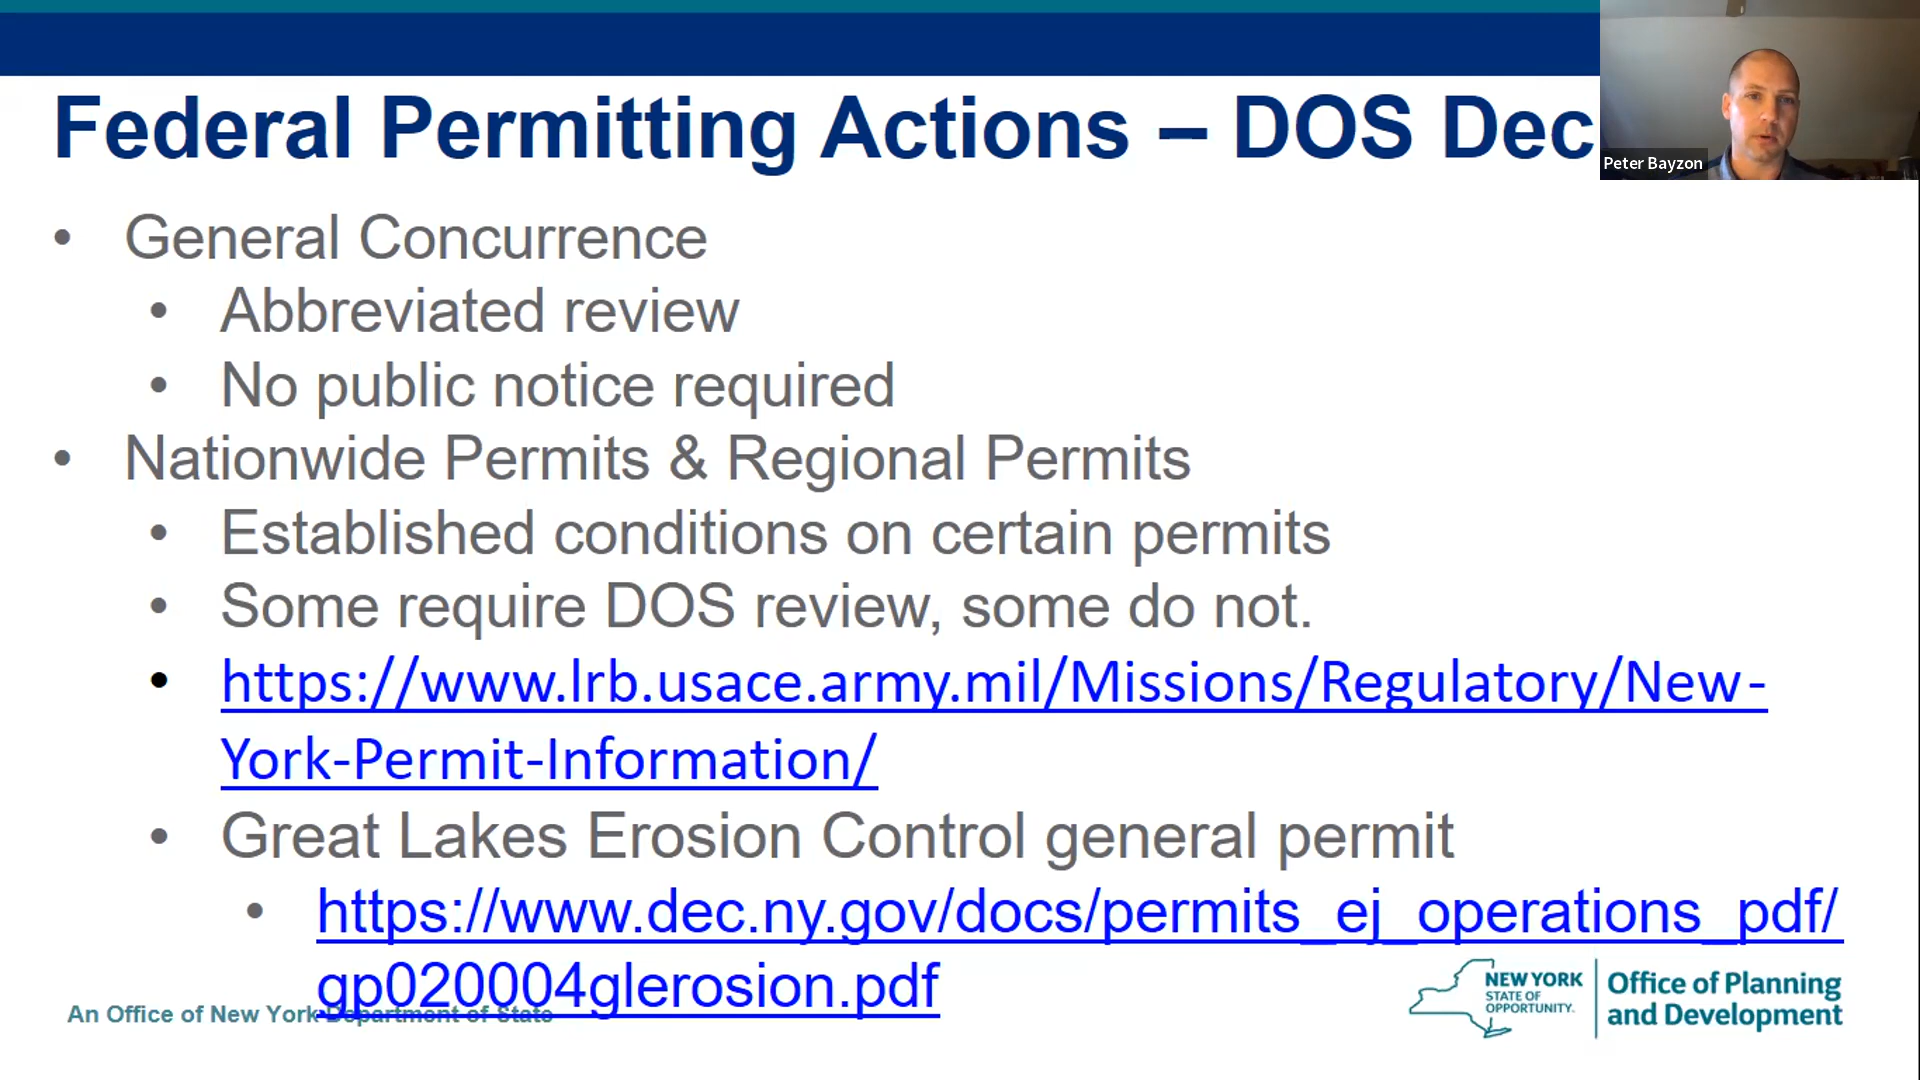 Federal Permitting Actions – DOS Dec
Peter Bayzon
• General Concurrence
• Abbreviated review
• No public notice required
• Nationwide Permits & Regional Permits
• Established conditions on certain permits
• Some require DOS review, some do not.
• https://www.lrb.usace.army.mil/Missions/Regulatory/New-
York-Permit-Information/
• Great Lakes Erosion Control general permit
• https://www.dec.ny.gov/docs/permits_ej_operations_pdf/
gp020004glerosion.pdf
An Office of New York Department of State
NEW YORK
STATE OF
OPPORTUNITY.
Office of Planning
and Development